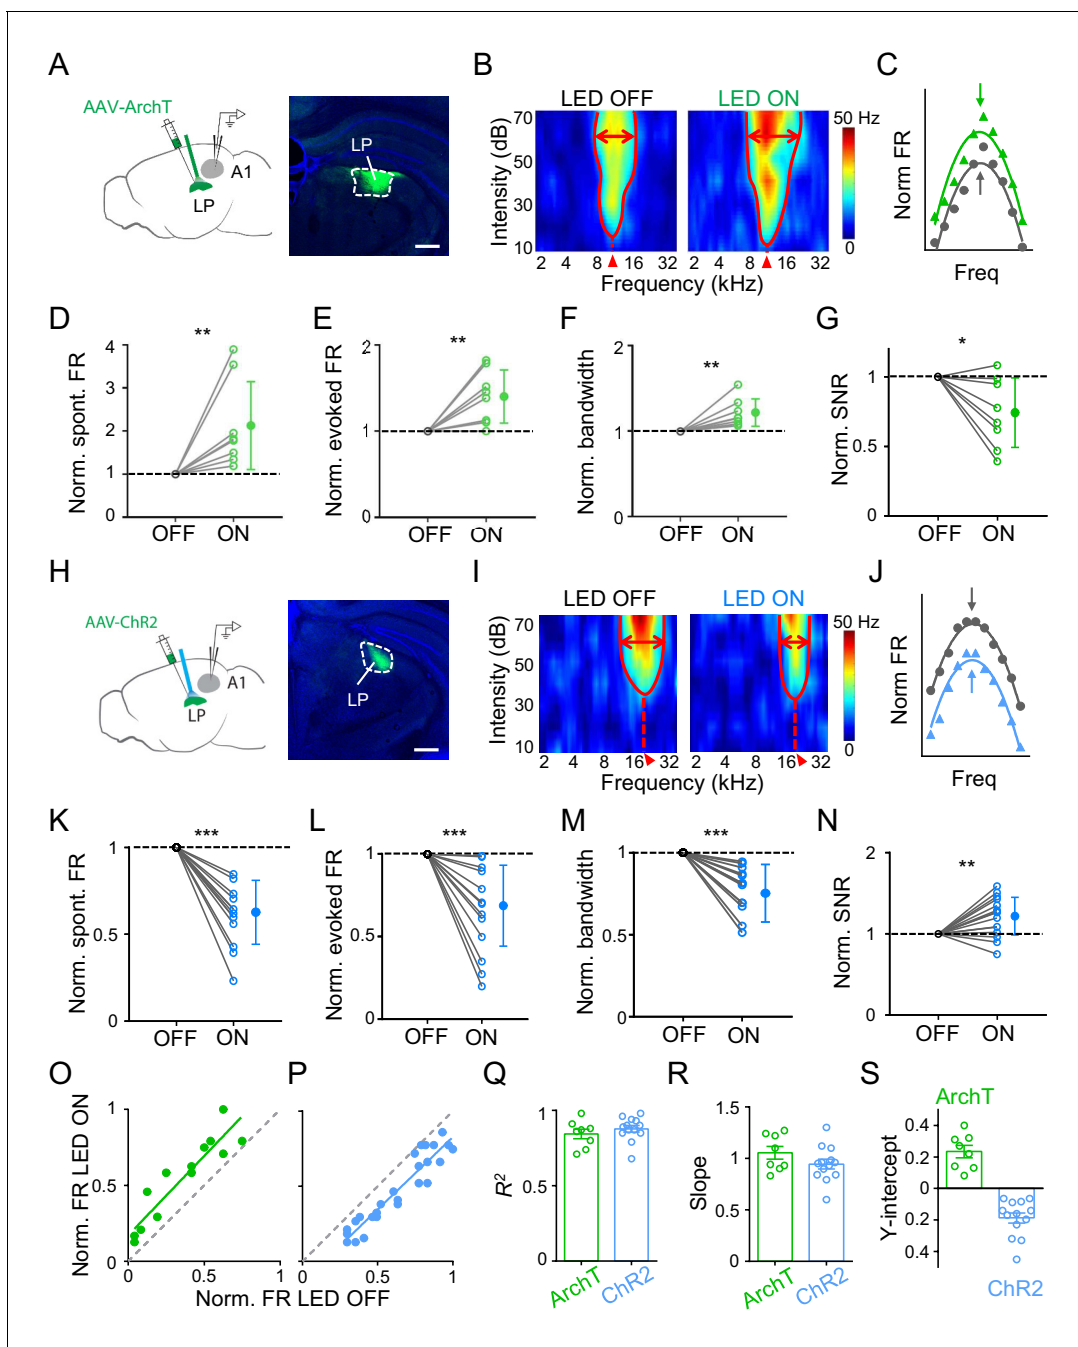 A
AAV-ArchT
A1
LP
LP
B
LED OFF
LED ON
50 Hz
0
Intensity (dB)
70
50
30
10
2 4 8 16 32
2 4 8 16 32
Frequency (kHz)
C
Norm FR
Freq
D
**
Norm. spont. FR
4
3
2
1
0
OFF ON
E
**
Norm. evoked FR
2
1
0
OFF ON
F
**
Norm. bandwidth
2
1
0
OFF ON
G
*
Norm. SNR
1
0.5
0
OFF ON
H
AAV-ChR2
A1
LP
LP
I
LED OFF
LED ON
50 Hz
0
Intensity (dB)
70
50
30
10
2 4 8 16 32
2 4 8 16 32
Frequency (kHz)
J
Norm FR
Freq
K
***
Norm. spont. FR
1
0.5
0
OFF ON
L
***
Norm. evoked FR
1
0.5
0
OFF ON
M
***
Norm. bandwidth
1
0.5
0
OFF ON
N
**
Norm. SNR
2
1
0
OFF ON
O
Norm. FR LED ON
1
0.5
0
0 0.5 1
P
0 0.5 1
Norm. FR LED OFF
Q
R²
1
0.5
0
ArchT ChR2
R
Slope
1.5
1
0.5
0
ArchT ChR2
S
ArchT
Y-intercept
0.4
0.2
0
0.2
0.4
ChR2